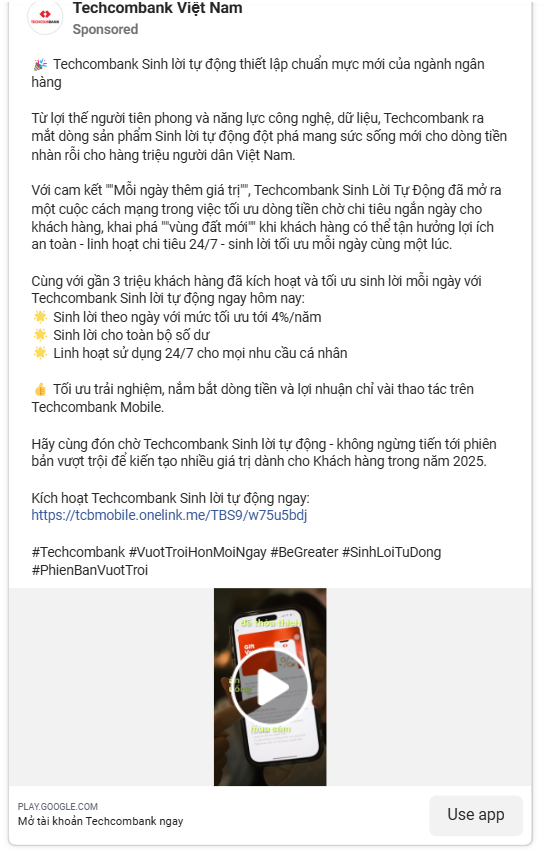 Techcombank Việt Nam
TECHCOMBANK
Sponsored
🎉 Techcombank Sinh lời tự động thiết lập chuẩn mực mới của ngành ngân
hàng
Từ lợi thế người tiên phong và năng lực công nghệ, dữ liệu, Techcombank ra
mắt dòng sản phẩm Sinh lời tự động đột phá mang sức sống mới cho dòng tiền
nhàn rỗi cho hàng triệu người dân Việt Nam.
Với cam kết ""Mỗi ngày thêm giá trị"", Techcombank Sinh Lời Tự Động đã mở ra
một cuộc cách mạng trong việc tối ưu dòng tiền chờ chi tiêu ngắn ngày cho
khách hàng, khai phá ""vùng đất mới"" khi khách hàng có thể tận hưởng lợi ích
an toàn - linh hoạt chi tiêu 24/7 - sinh lời tối ưu mỗi ngày cùng một lúc.
Cùng với gần 3 triệu khách hàng đã kích hoạt và tối ưu sinh lời mỗi ngày với
Techcombank Sinh lời tự động ngay hôm nay:
🌟 Sinh lời theo ngày với mức tối ưu tới 4%/năm
🌟 Sinh lời cho toàn bộ số dư
🌟 Linh hoạt sử dụng 24/7 cho mọi nhu cầu cá nhân
👍 Tối ưu trải nghiệm, nắm bắt dòng tiền và lợi nhuận chỉ vài thao tác trên
Techcombank Mobile.
Hãy cùng đón chờ Techcombank Sinh lời tự động - không ngừng tiến tới phiên
bản vượt trội để kiến tạo nhiều giá trị dành cho Khách hàng trong năm 2025.
Kích hoạt Techcombank Sinh lời tự động ngay:
https://tcbmobile.onelink.me/TBS9/w75u5bdj
#Techcombank #VuotTroiHonMoiNgay #BeGreater #SinhLoiTuDong
#PhienBanVuotTroi
để thỏa thích
ăn
uống
mua sắm
PLAY.GOOGLE.COM
Mở tài khoản Techcombank ngay
Use app